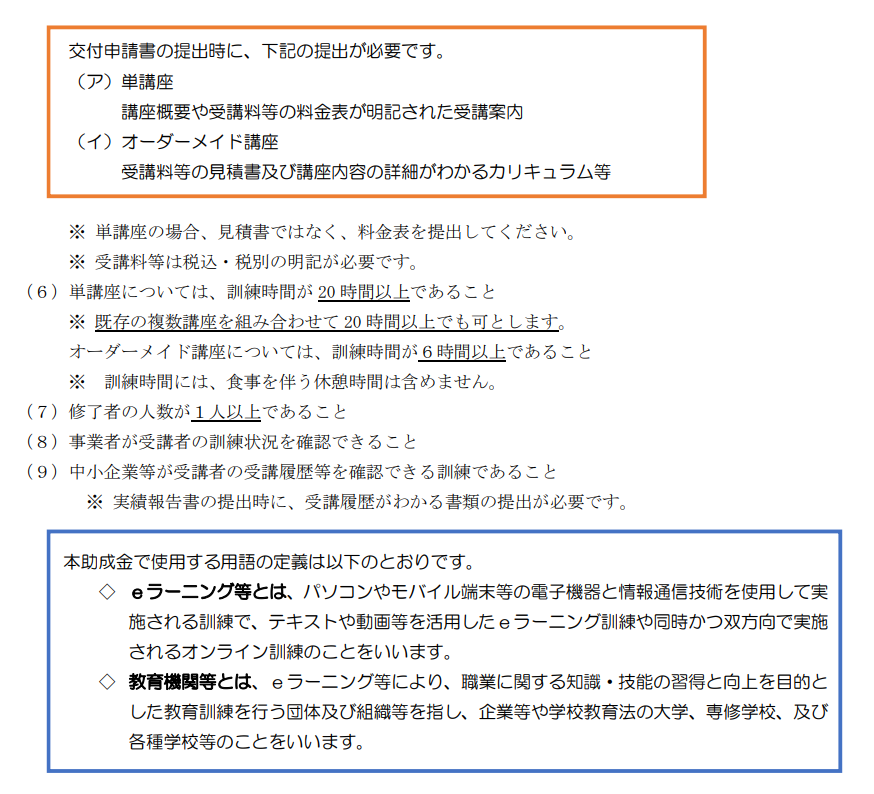 交付申請書の提出時に、下記の提出が必要です。
（ア）単講座
講座概要や受講料等の料金表が明記された受講案内
（イ）オーダーメイド講座
受講料等の見積書及び講座内容の詳細がわかるカリキュラム等
※ 単講座の場合、見積書ではなく、料金表を提出してください。
※ 受講料等は税込・税別の明記が必要です。
（６）単講座については、訓練時間が 20 時間以上であること
※ 既存の複数講座を組み合わせて 20 時間以上でも可とします。
オーダーメイド講座については、訓練時間が６時間以上であること
※ 訓練時間には、食事を伴う休憩時間は含めません。
（７）修了者の人数が１人以上であること
（８）事業者が受講者の訓練状況を確認できること
（９）中小企業等が受講者の受講履歴等を確認できる訓練であること
※ 実績報告書の提出時に、受講履歴がわかる書類の提出が必要です。
本助成金で使用する用語の定義は以下のとおりです。
◇ ｅラーニング等とは、パソコンやモバイル端末等の電子機器と情報通信技術を使用して実
施される訓練で、テキストや動画等を活用したｅラーニング訓練や同時かつ双方向で実施
されるオンライン訓練のことをいいます。
◇ 教育機関等とは、ｅラーニング等により、職業に関する知識・技能の習得と向上を目的と
した教育訓練を行う団体及び組織等を指し、企業等や学校教育法の大学、専修学校、及び
各種学校等のことをいいます。